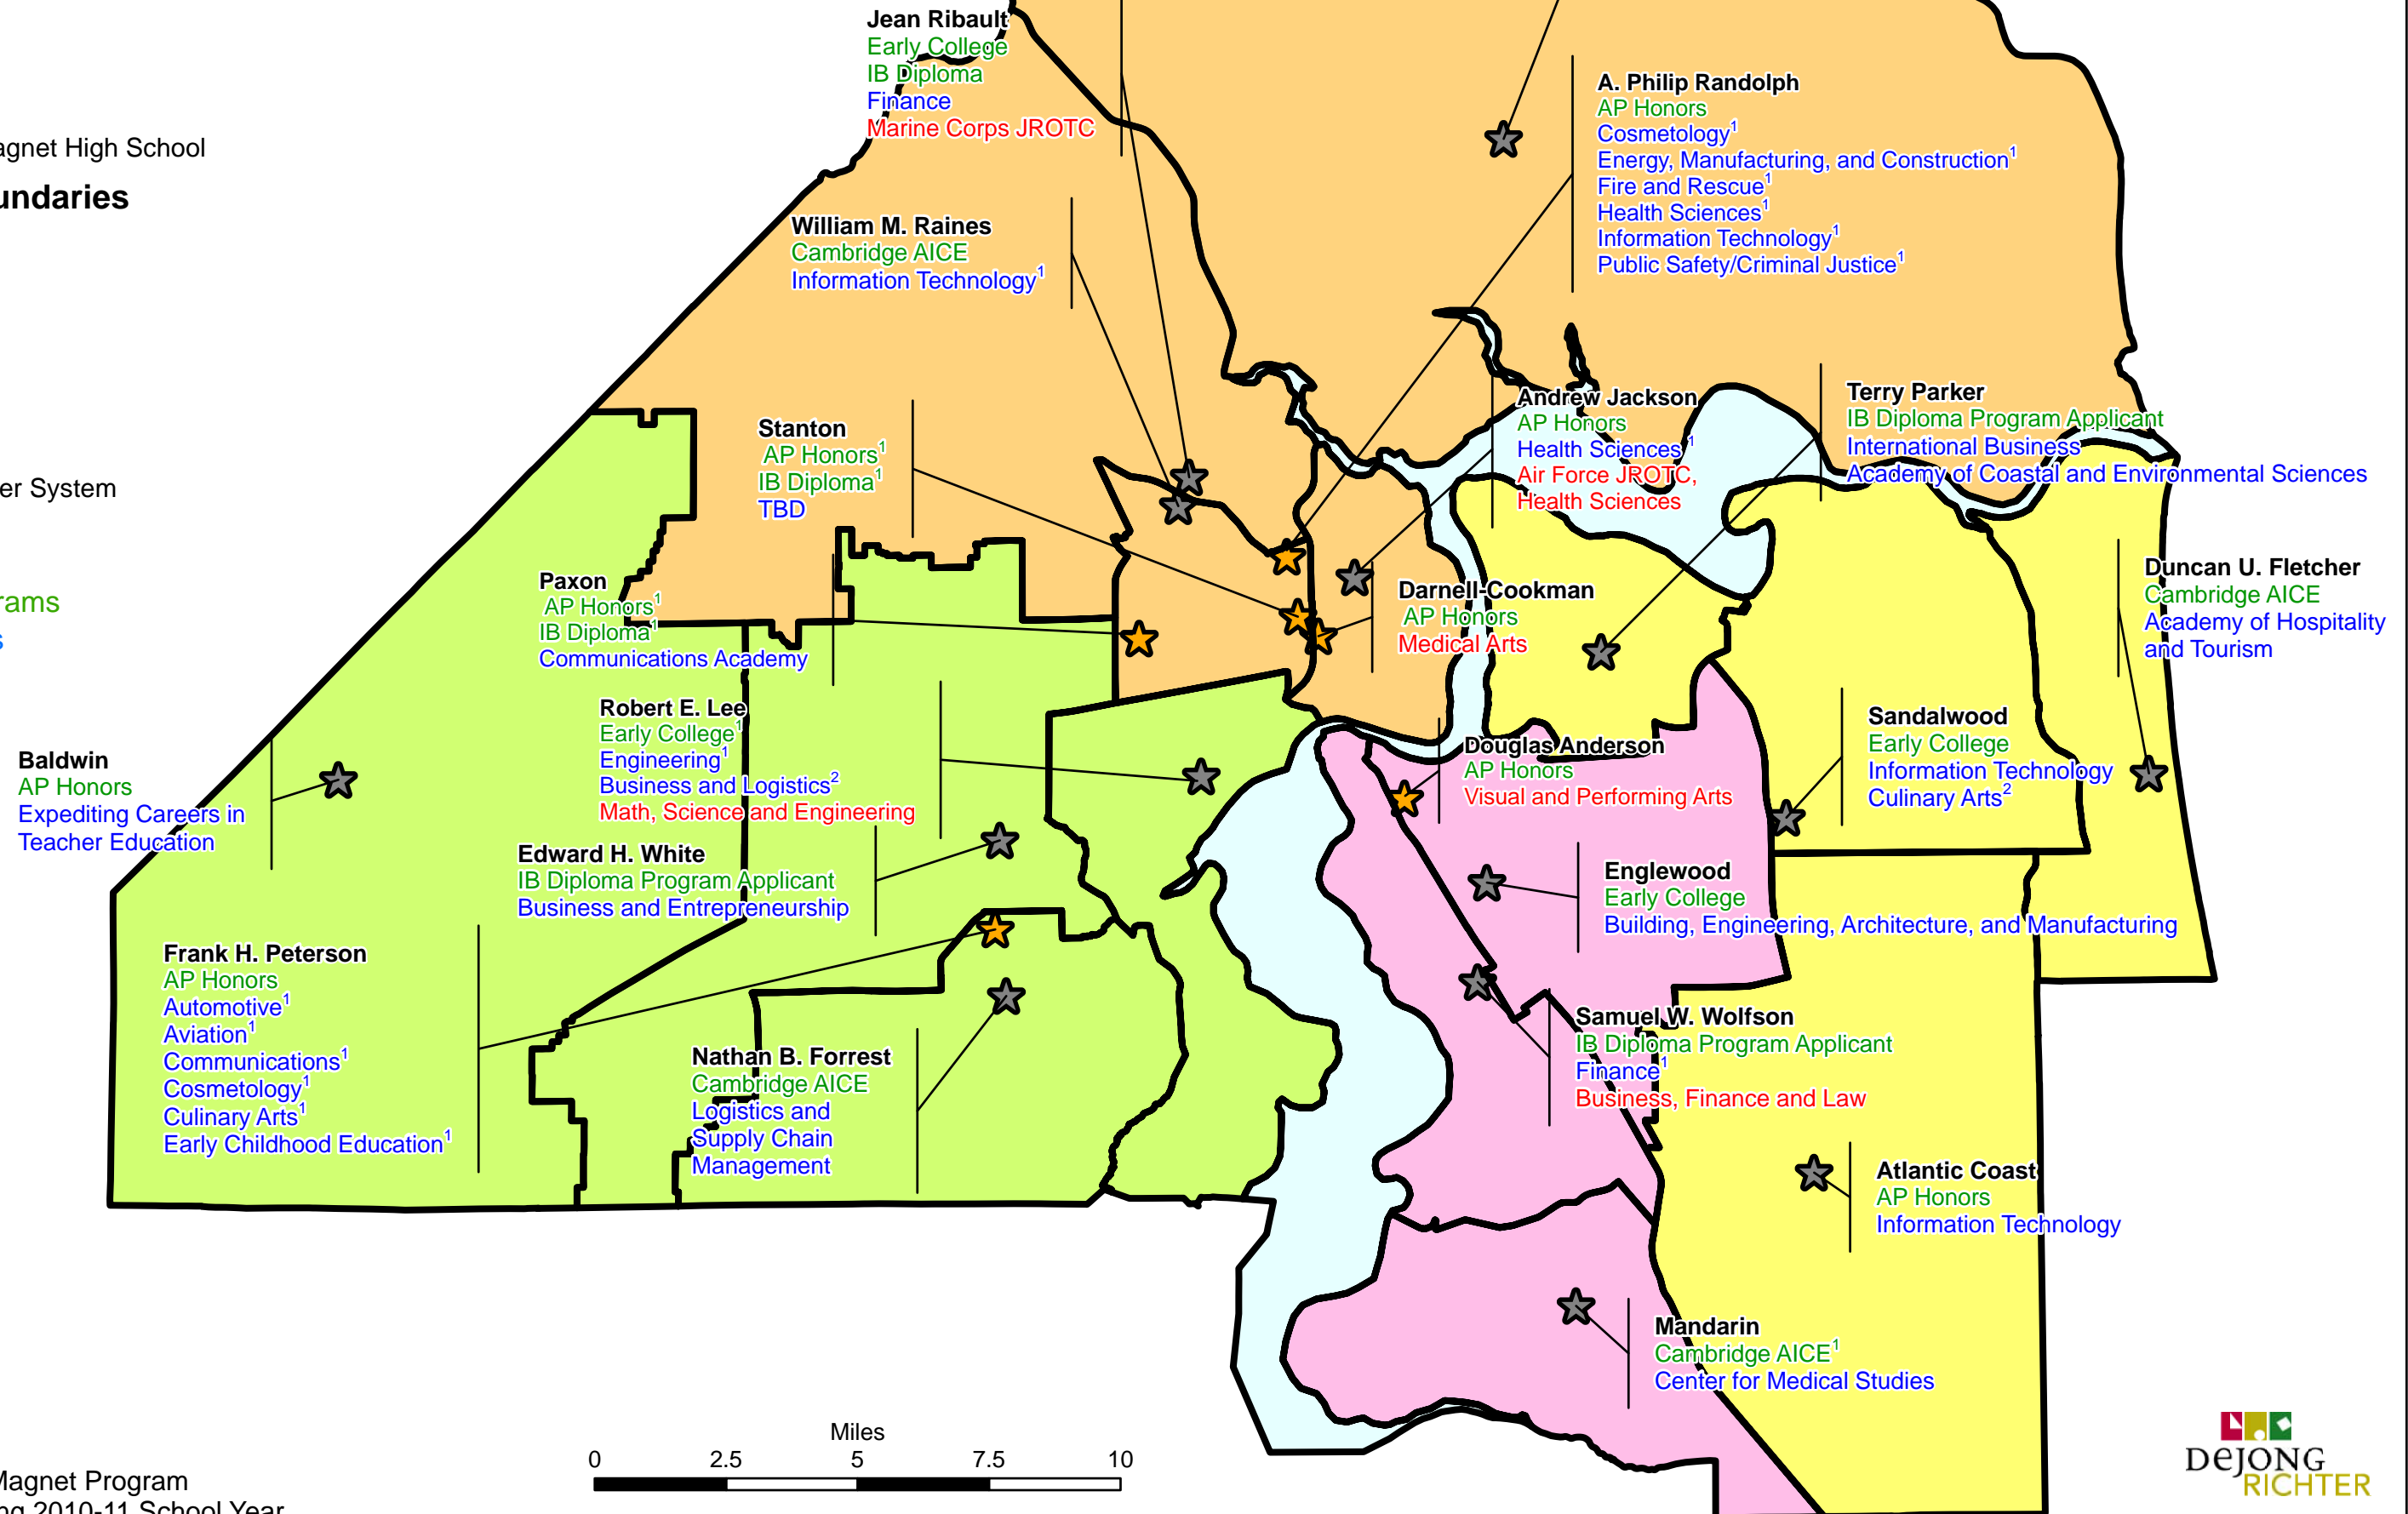 Jean Ribault
Early College
IB Diploma
Finance
Marine Corps JROTC
A. Philip Randolph
AP Honors
Cosmetology1
Energy, Manufacturing, and Construction1
Fire and Rescue1
Health Sciences1
Information Technology1
Public Safety/Criminal Justice1
agnet High School
undaries
William M. Raines
Cambridge AICE
Information Technology1
Andrew Jackson
AP Honors
Health Sciences1
Air Force JROTC,
Health Sciences
Terry Parker
IB Diploma Program Applicant
International Business
Academy of Coastal and Environmental Sciences
Stanton
AP Honors1
IB Diploma1
TBD
er System
Paxon
AP Honors1
IB Diploma1
Communications Academy
rams
s
Darnell-Cookman
AP Honors
Medical Arts
Duncan U. Fletcher
Cambridge AICE
Academy of Hospitality
and Tourism
Robert E. Lee
Early College1
Engineering1
Business and Logistics2
Math, Science and Engineering
Baldwin
AP Honors
Expediting Careers in
Teacher Education
Douglas Anderson
AP Honors
Visual and Performing Arts
Sandalwood
Early College
Information Technology
Culinary Arts2
Edward H. White
IB Diploma Program Applicant
Business and Entrepreneurship
Englewood
Early College
Building, Engineering, Architecture, and Manufacturing
Frank H. Peterson
AP Honors
Automotive1
Aviation1
Communications1
Cosmetology1
Culinary Arts1
Early Childhood Education1
Nathan B. Forrest
Cambridge AICE
Logistics and
Supply Chain
Management
Samuel W. Wolfson
IB Diploma Program Applicant
Finance1
Business, Finance and Law
Atlantic Coast
AP Honors
Information Technology
Mandarin
Cambridge AICE1
Center for Medical Studies
Miles
0 2.5 5 7.5 10
Magnet Program
ng 2010-11 School Year
DEJONG
RICHTER